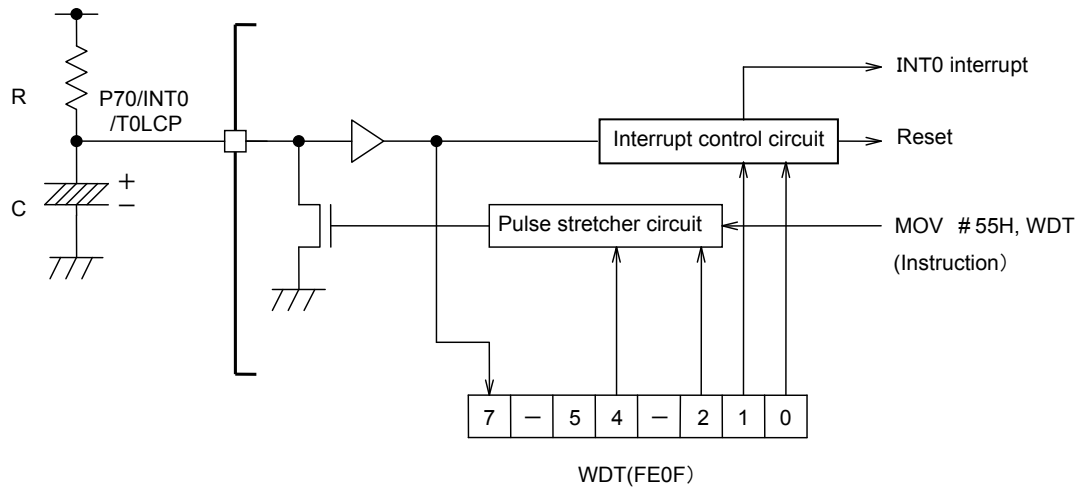 R
P70/INT0
/T0LCP
C
+
−
INT0 interrupt
Interrupt control circuit
Reset
Pulse stretcher circuit
MOV #55H, WDT
(Instruction）
7 − 5 4 − 2 1 0
WDT(FE0F）